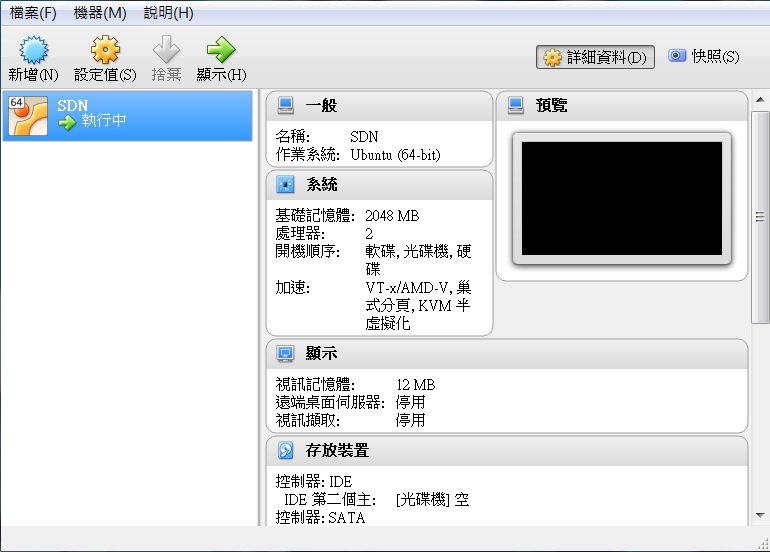 檔案(F) 機器(M) 說明(H)
新增(N) 設定值(S) 捨棄 顯示(H) 詳細資料(D) 快照(S)
64
SDN
執行中
一般
名稱: SDN
作業系統: Ubuntu (64-bit)
系統
基礎記憶體: 2048 MB
處理器: 2
開機順序: 軟碟, 光碟機, 硬
碟
加速: VT-x/AMD-V, 巢
式分頁, KVM 半
虛擬化
預覽
顯示
視訊記憶體: 12 MB
遠端桌面伺服器: 停用
視訊擷取: 停用
存放裝置
控制器: IDE
IDE 第二個主: [光碟機] 空
控制器: SATA